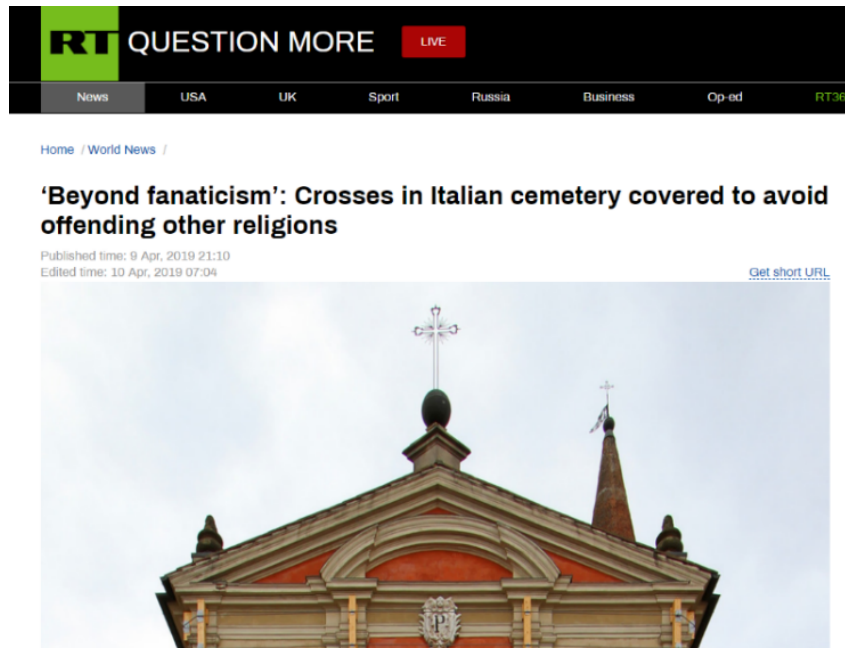 RT QUESTION MORE LIVE
News USA UK Sport Russia Business Op-ed RT36
Home / World News /
‘Beyond fanaticism’: Crosses in Italian cemetery covered to avoid
offending other religions
Published time: 9 Apr, 2019 21:10
Edited time: 10 Apr, 2019 07:04 Get short URL
P